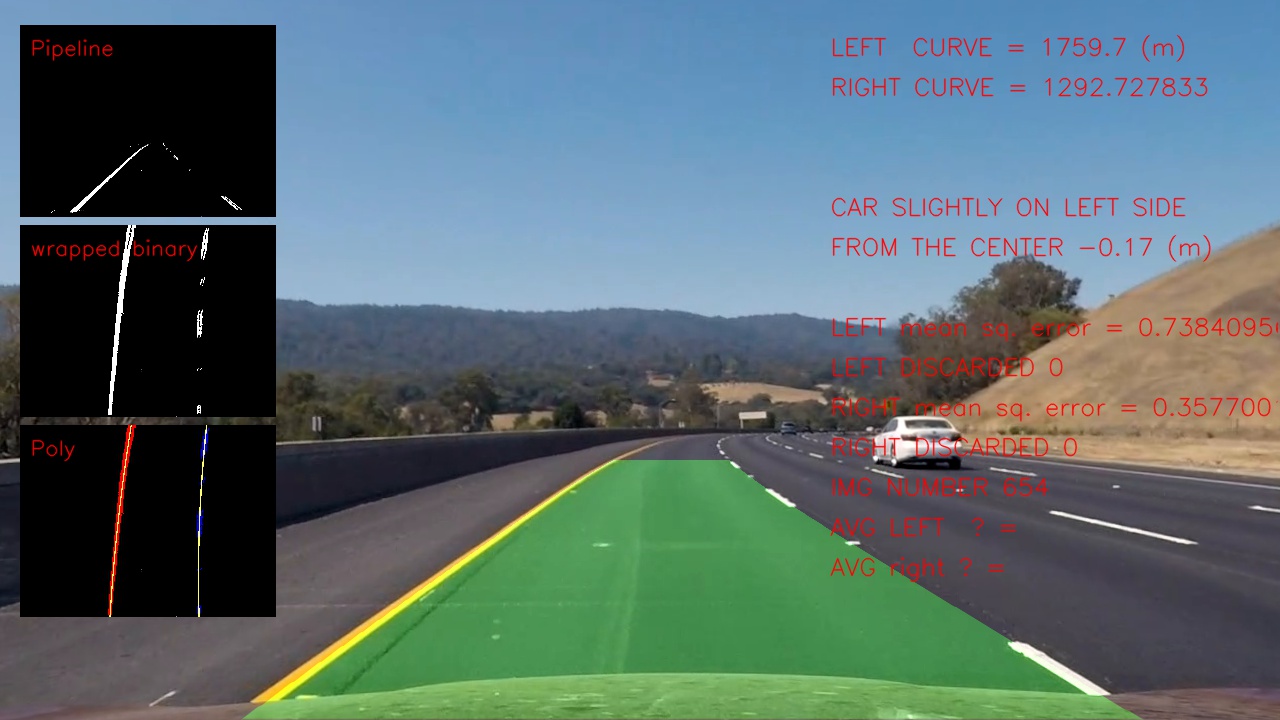 Pipeline
wrapped binary
Poly
LEFT CURVE = 1759.7 (m)
RIGHT CURVE = 1292.727833
CAR SLIGHTLY ON LEFT SIDE
FROM THE CENTER -0.17 (m)
LEFT mean sq. error = 0.7384095
LEFT DISCARDED 0
RIGHT mean sq. error = 0.357700
RIGHT DISCARDED 0
IMG NUMBER 654
AVG LEFT ? =
AVG right ? =